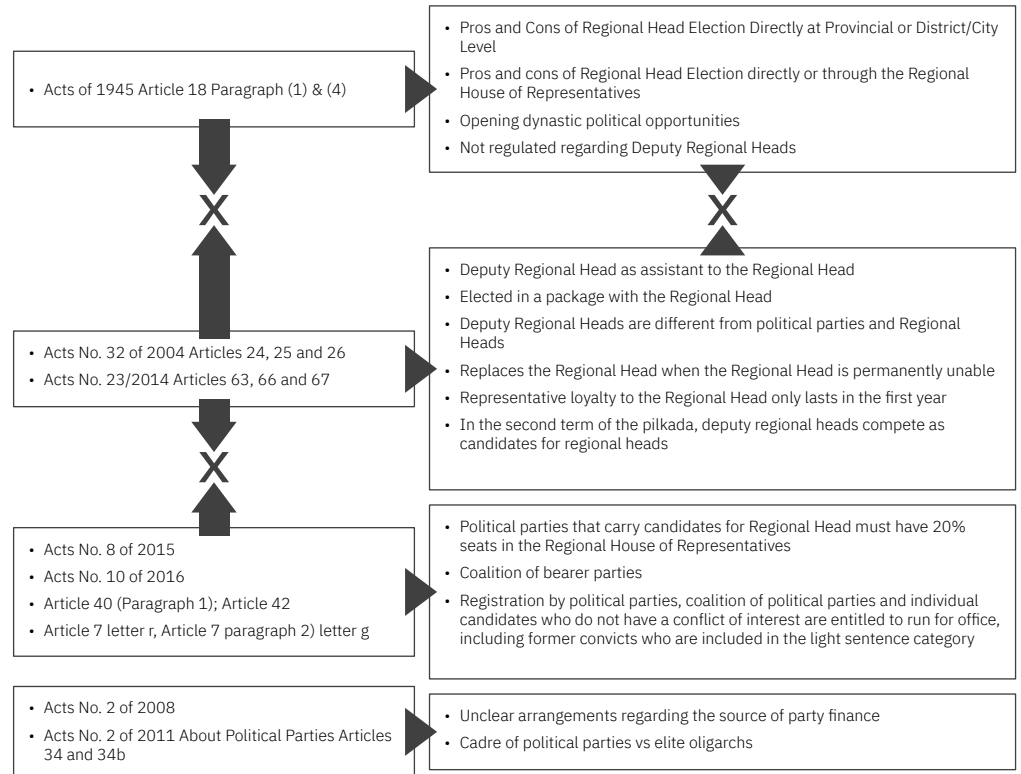 • Acts of 1945 Article 18 Paragraph (1) & (4)
• Pros and Cons of Regional Head Election Directly at Provincial or District/City
Level
• Pros and cons of Regional Head Election directly or through the Regional
House of Representatives
• Opening dynastic political opportunities
• Not regulated regarding Deputy Regional Heads
X
X
• Acts No. 32 of 2004 Articles 24, 25 and 26
• Acts No. 23/2014 Articles 63, 66 and 67
• Deputy Regional Head as assistant to the Regional Head
• Elected in a package with the Regional Head
• Deputy Regional Heads are different from political parties and Regional
Heads
• Replaces the Regional Head when the Regional Head is permanently unable
• Representative loyalty to the Regional Head only lasts in the first year
• In the second term of the pilkada, deputy regional heads compete as
candidates for regional heads
X
• Acts No. 8 of 2015
• Acts No. 10 of 2016
• Article 40 (Paragraph 1); Article 42
• Article 7 letter r, Article 7 paragraph 2) letter g
• Political parties that carry candidates for Regional Head must have 20%
seats in the Regional House of Representatives
• Coalition of bearer parties
• Registration by political parties, coalition of political parties and individual
candidates who do not have a conflict of interest are entitled to run for office,
including former convicts who are included in the light sentence category
• Acts No. 2 of 2008
• Acts No. 2 of 2011 About Political Parties Articles
34 and 34b
• Unclear arrangements regarding the source of party finance
• Cadre of political parties vs elite oligarchs